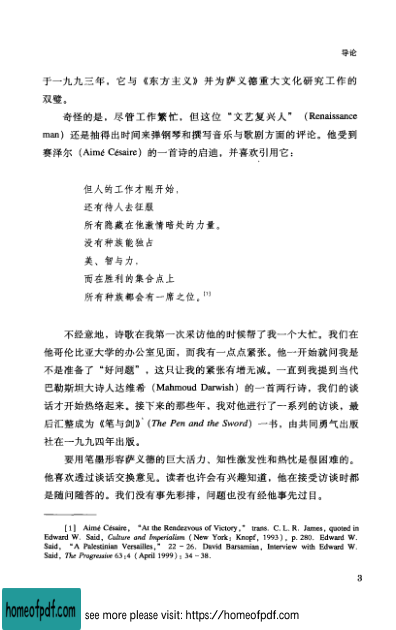 导论
于一九九三年，它与《东方主义》并为萨义德重大文化研究工作的
双璧。
奇怪的是，尽管工作繁忙，但这位“文艺复兴人”（Renaissance
man）还是抽得出时间来弹钢琴和撰写音乐与歌剧方面的评论。他受到
赛泽尔（Aimé Césaire）的一首诗的启迪，并喜欢引用它：
但人的工作才刚开始，
还有待人去征服
所有隐藏在他激情暗处的力量。
没有种族能独占
美、智与力，
而在胜利的集合点上
所有种族都会有一席之位。[1]
不经意地，诗歌在我第一次采访他的时候帮了我一个大忙。我们在
他哥伦比亚大学的办公室见面，而我有一点点紧张。他一开始就问我是
不是准备了“好问题”，这只让我的紧张有增无减。一直到我提到当代
巴勒斯坦大诗人达维希（Mahmoud Darwish）的一首两行诗，我们的谈
话才开始热络起来。接下来的那些年，我对他进行了一系列的访谈，最
后汇整成为《笔与剑》（The Pen and the Sword）一书，由共同勇气出版
社在一九九四年出版。
要用笔墨形容萨义德的巨大活力、知性激发性和热忱是很困难的。
他喜欢透过谈话交换意见。读者也许会有兴趣知道，他在接受访谈时都
是随问随答的。我们没有事先彩排，问题也没有经他事先过目。
[1] Aimé Césaire, “At the Rendezvous of Victory,” trans. C. L. R. James, quoted in
Edward W. Said, Culture and Imperialism (New York: Knopf, 1993), p. 280. Edward W.
Said, “A Palestinian Versailles,” 22－26. David Barsamian, Interview with Edward W.
Said, The Progressive 63:4 (April 1999): 34－38.
3
homeofpdf.com
see more please visit: https://homeofpdf.com